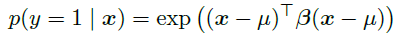 p(y = 1 | x) = exp ((x − μ)⊤β(x − μ))